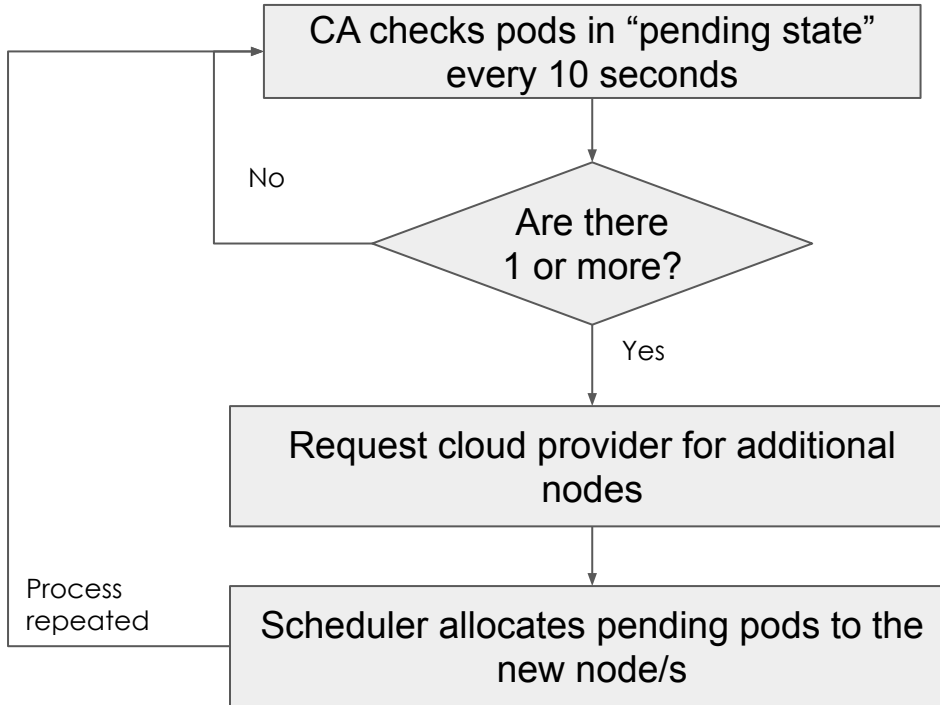 CA checks pods in “pending state”
every 10 seconds
No
Are there
1 or more?
Yes
Request cloud provider for additional
nodes
Process
repeated
Scheduler allocates pending pods to the
new node/s